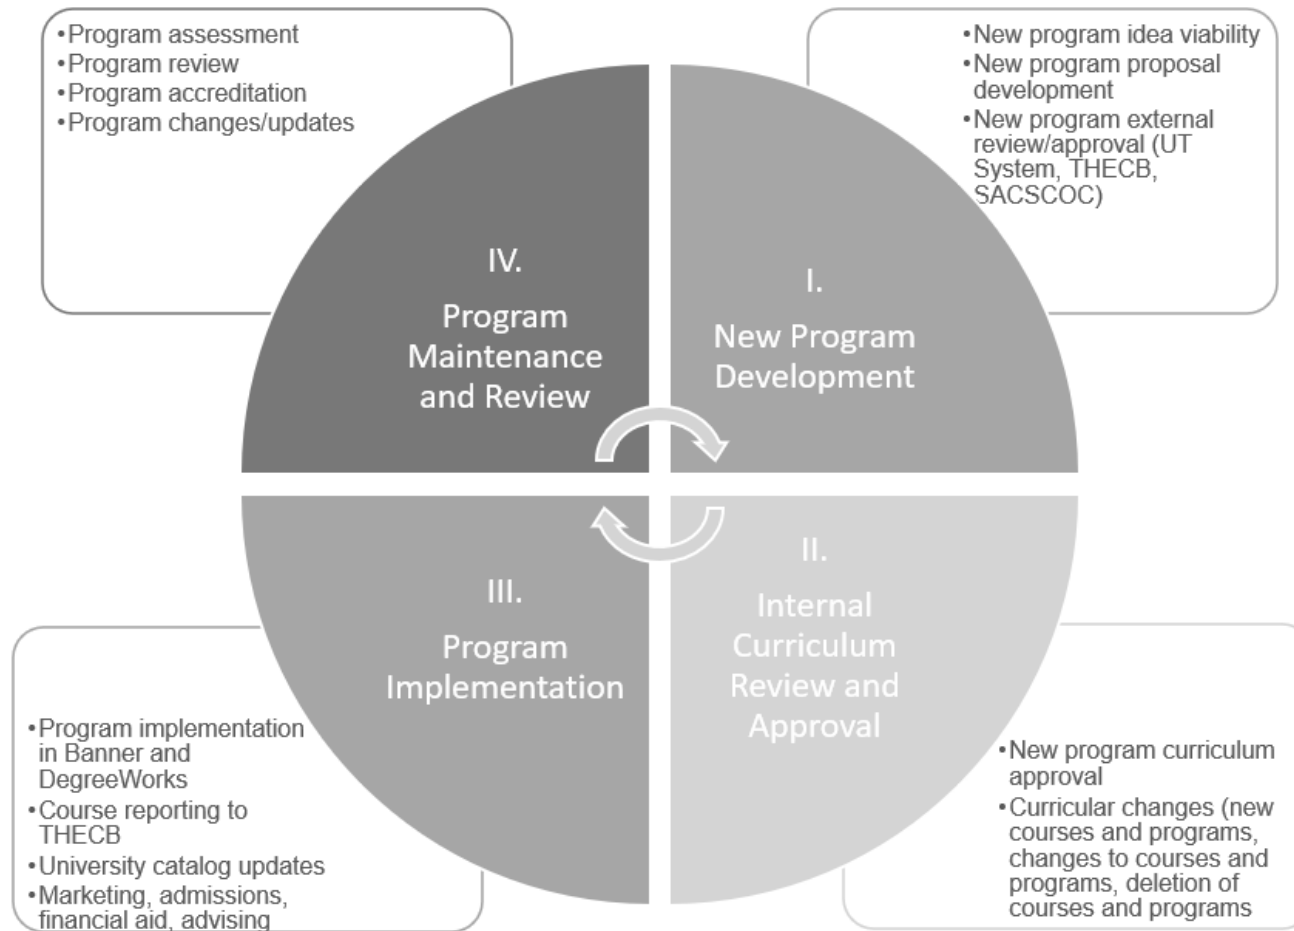 •Program assessment
•Program review
•Program accreditation
•Program changes/updates
•New program idea viability
•New program proposal
development
•New program external
review/approval (UT
System, THECB,
SACSCOC)
IV.
Program
Maintenance
and Review
I.
New Program
Development
III.
Program
Implementation
II.
Internal
Curriculum
Review and
Approval
•Program implementation
in Banner and
DegreeWorks
•Course reporting to
THECB
•University catalog updates
•Marketing, admissions,
financial aid, advising
•New program curriculum
approval
•Curricular changes (new
courses and programs,
changes to courses and
programs, deletion of
courses and programs